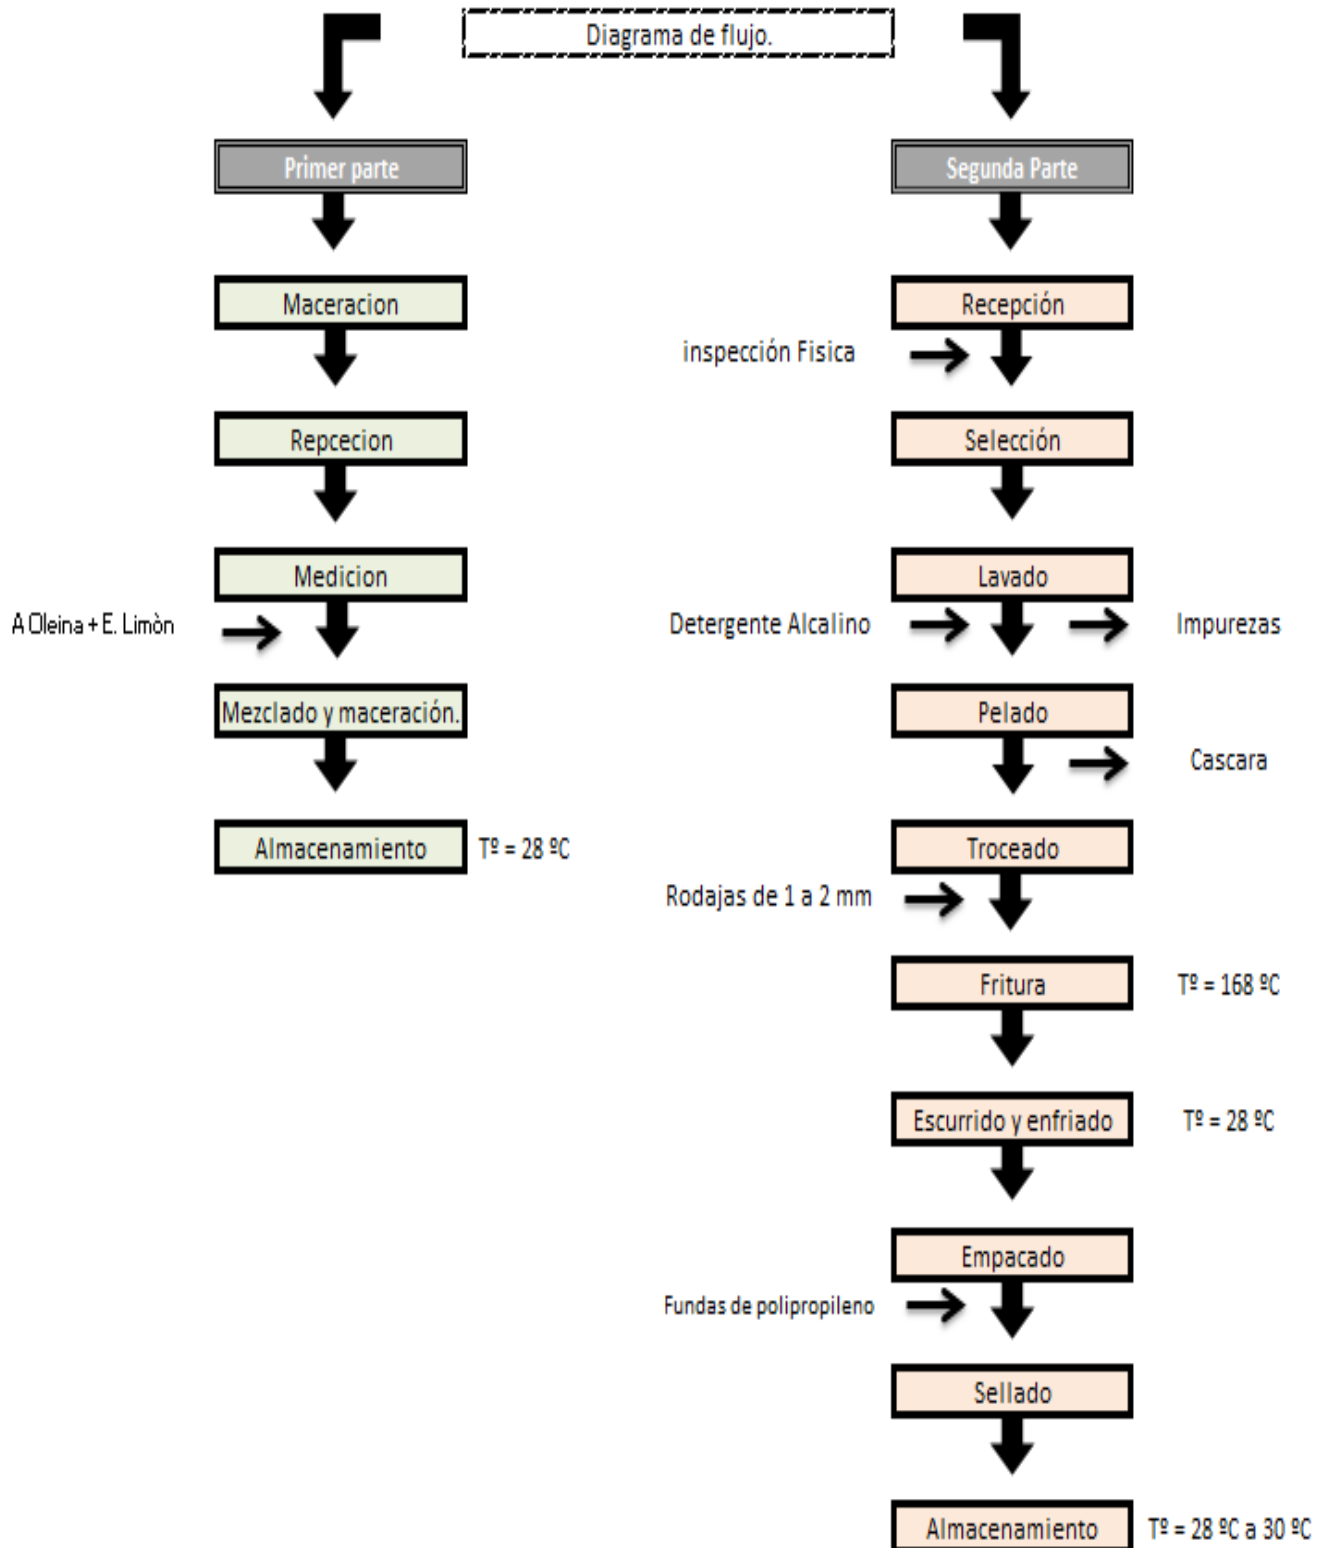 Diagrama de flujo.
Primer parte
Maceracion
Repcecion
Medicion
A Oleina + E. Limòn
Mezclado y maceración.
Almacenamiento
Tº = 28 ºC
Segunda Parte
Recepción
inspección Fisica
Selección
Lavado
Detergente Alcalino
Impurezas
Pelado
Cascara
Troceado
Rodajas de 1 a 2 mm
Fritura
Tº = 168 ºC
Escurrido y enfriado
Tº = 28 ºC
Empacado
Fundas de polipropileno
Sellado
Almacenamiento
Tº = 28 ºC a 30 ºC